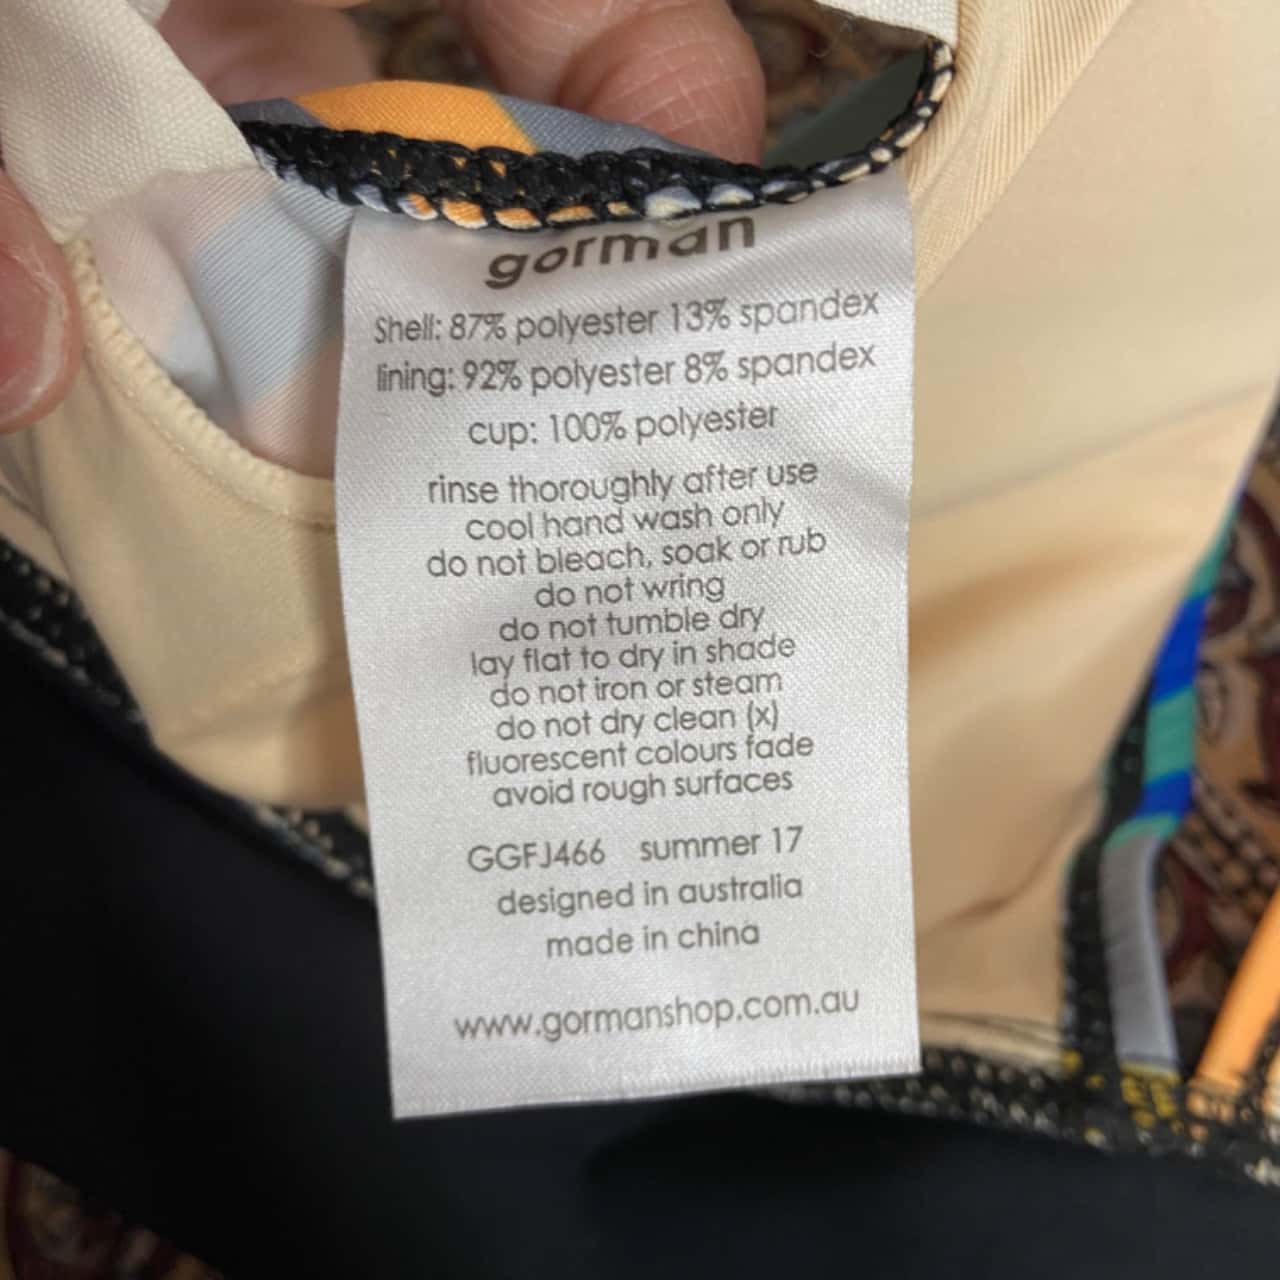 gorman
Shell: 87% polyester 13% spandex
lining: 92% polyester 8% spandex
cup: 100% polyester
rinse thoroughly after use
cool hand wash only
do not bleach, soak or rub
do not wring
do not tumble dry
lay flat to dry in shade
do not iron or steam
do not dry clean (x)
fluorescent colours fade
avoid rough surfaces
GGFJ466 summer 17
designed in australia
made in china
www.gormanshop.com.au